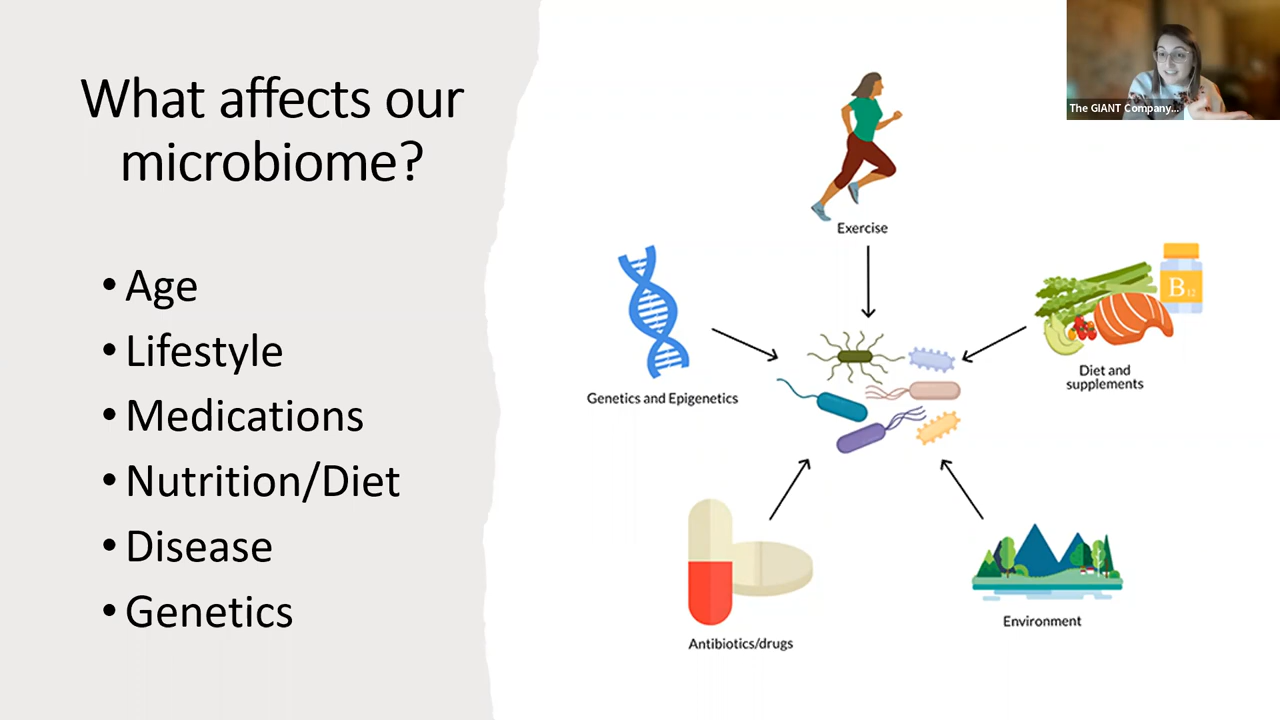 What affects our
microbiome?
• Age
• Lifestyle
• Medications
• Nutrition/Diet
• Disease
• Genetics
The GIANT Company...
Exercise
Genetics and Epigenetics
B12
Diet and
supplements
Antibiotics/drugs
Environment